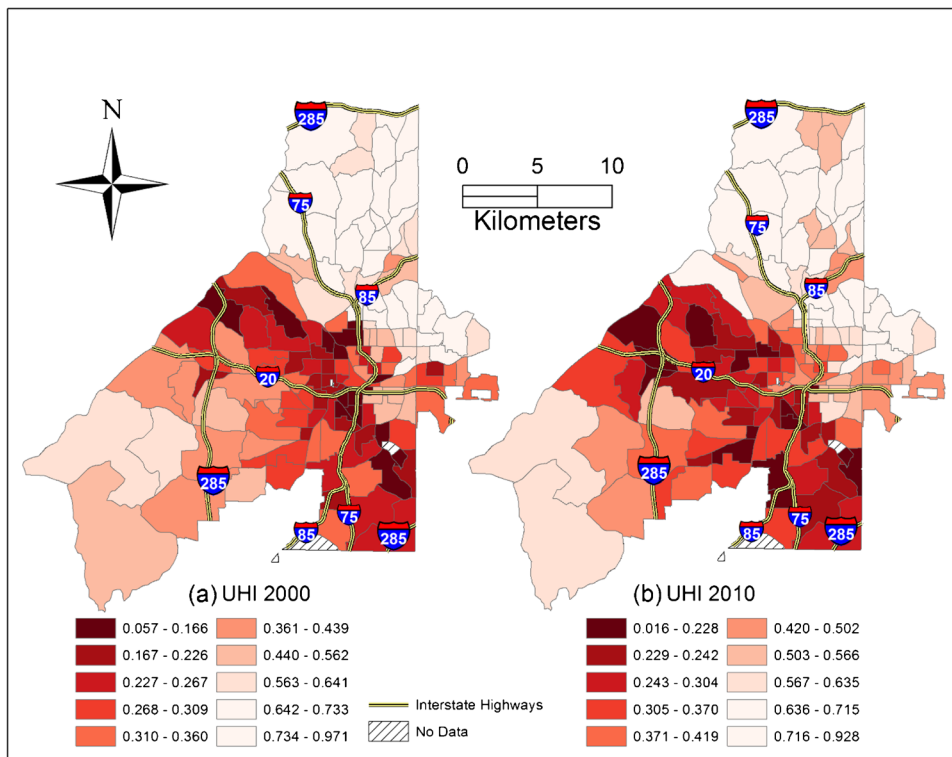 N
285
75
85
20
285
85
75
285
0 5 10
Kilometers
285
75
85
20
285
85
75
285
(a) UHI 2000
0.057 - 0.166
0.167 - 0.226
0.227 - 0.267
0.268 - 0.309
0.310 - 0.360
0.361 - 0.439
0.440 - 0.562
0.563 - 0.641
0.642 - 0.733
0.734 - 0.971
Interstate Highways
No Data
(b) UHI 2010
0.016 - 0.228
0.229 - 0.242
0.243 - 0.304
0.305 - 0.370
0.371 - 0.419
0.420 - 0.502
0.503 - 0.566
0.567 - 0.635
0.636 - 0.715
0.716 - 0.928